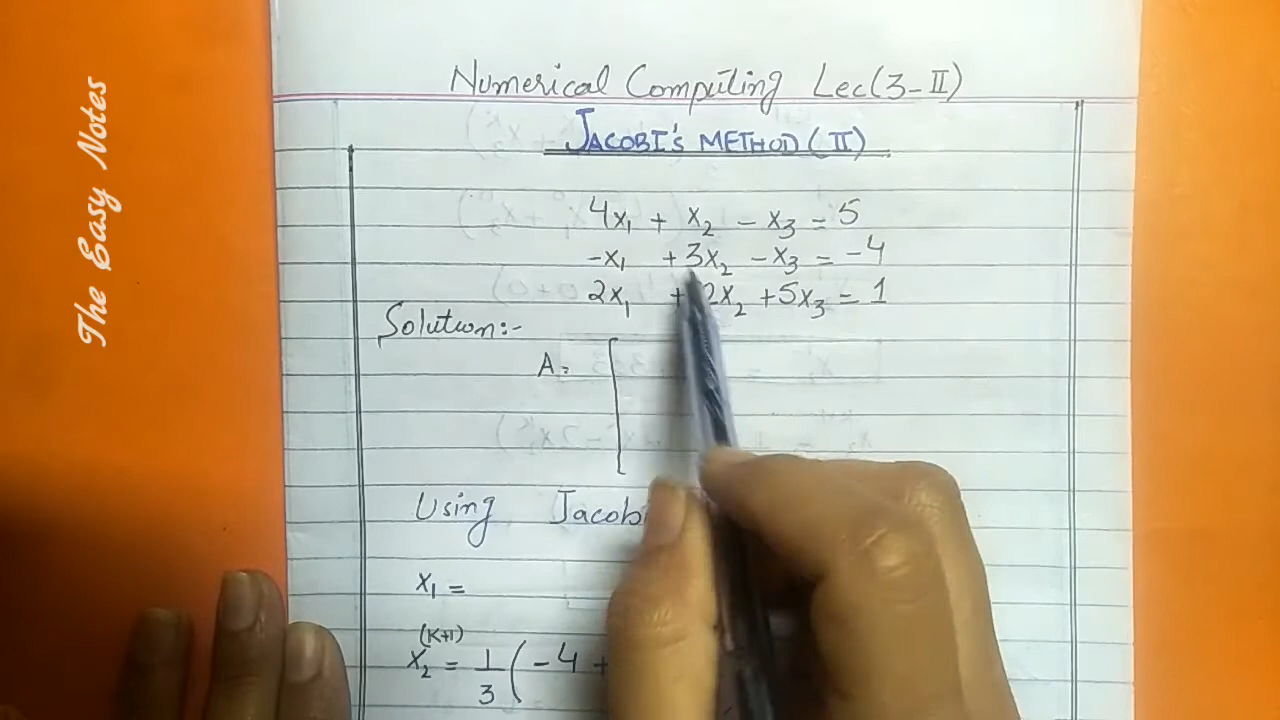 The Easy Notes
Numerical Computing Lec(3-II)
JACOBI'S METHOD (II)
4x₁ + x₂ - x₃ = 5
-x₁ +3x₂ - x₃ = -4
2x₁ + 2x₂ +5x₃ = 1
Solution:-
A = [
Using Jacobi
x₁ =
x₂⁽ᴷ⁺¹⁾ = 1/3 ( -4 +